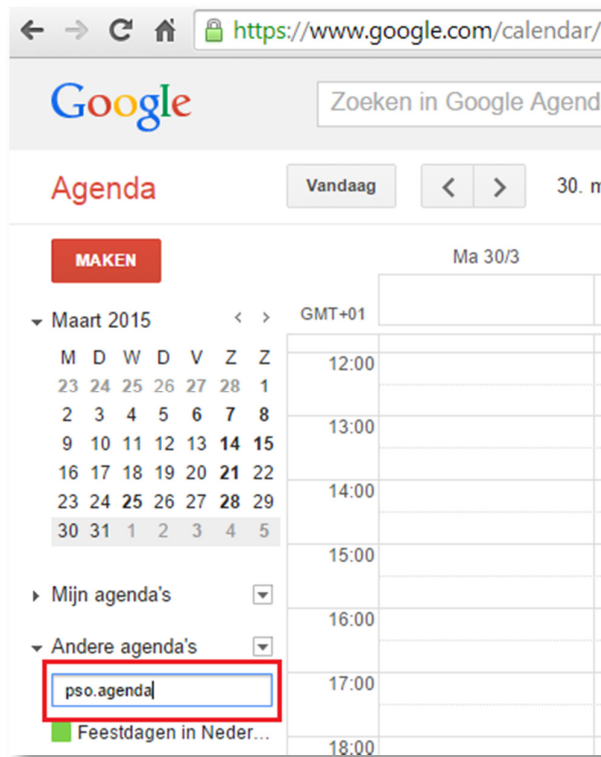 https://www.google.com/calendar/
Google
Zoeken in Google Agend
Agenda
Vandaag
30. m
MAKEN
Ma 30/3
Maart 2015
GMT+01
M D W D V Z Z
23 24 25 26 27 28 1
2 3 4 5 6 7 8
9 10 11 12 13 14 15
16 17 18 19 20 21 22
23 24 25 26 27 28 29
30 31 1 2 3 4 5
12:00
13:00
14:00
15:00
16:00
17:00
18:00
Mijn agenda's
Andere agenda's
pso.agenda
Feestdagen in Neder...